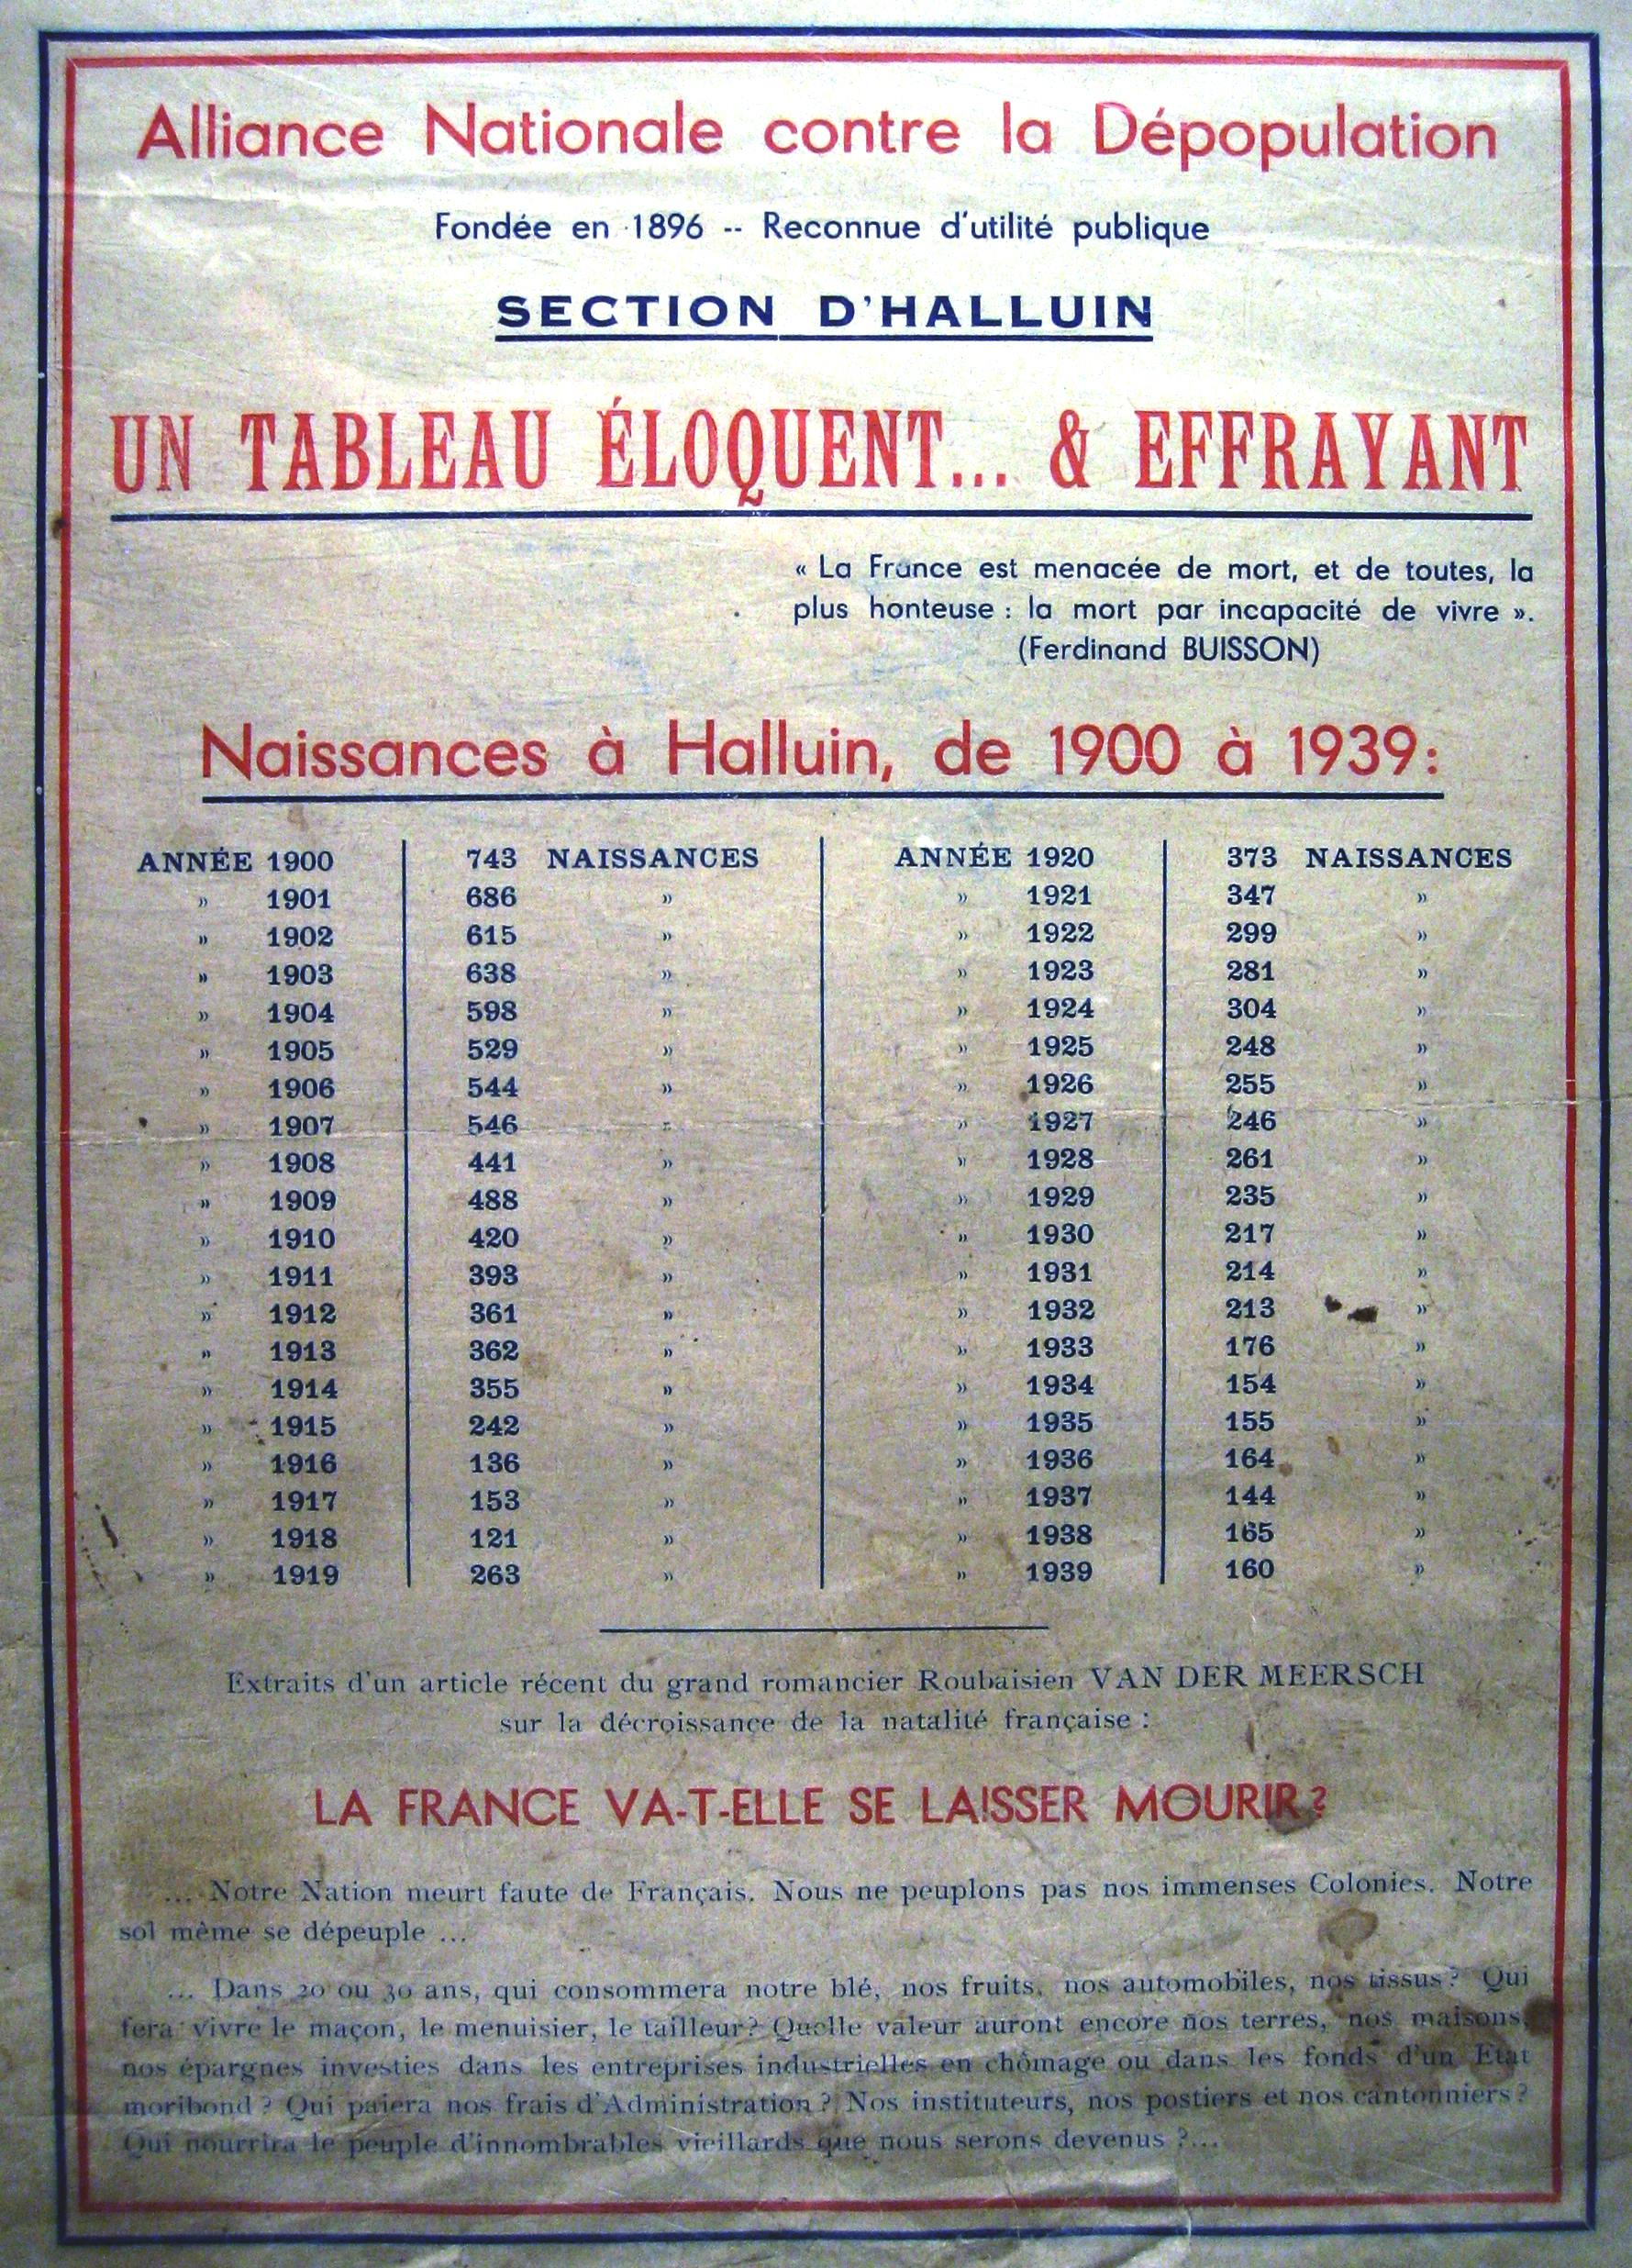 Alliance Nationale contre la Dépopulation
Fondée en 1896 -- Reconnue d'utilité publique
SECTION D'HALLUIN
UN TABLEAU ÉLOQUENT... & EFFRAYANT
« La France est menacée de mort, et de toutes, la
plus honteuse : la mort par incapacité de vivre ».
(Ferdinand BUISSON)
Naissances à Halluin, de 1900 à 1939:
ANNÉE 1900 743 NAISSANCES ANNÉE 1920 373 NAISSANCES
» 1901 686 » » 1921 347 »
» 1902 615 » » 1922 299 »
» 1903 638 » » 1923 281 »
» 1904 598 » » 1924 304 »
» 1905 529 » » 1925 248 »
» 1906 544 » » 1926 255 »
» 1907 546 » » 1927 246 »
» 1908 441 » » 1928 261 »
» 1909 488 » » 1929 235 »
» 1910 420 » » 1930 217 »
» 1911 393 » » 1931 214 »
» 1912 361 » » 1932 213 »
» 1913 362 » » 1933 176 »
» 1914 355 » » 1934 154 »
» 1915 242 » » 1935 155 »
» 1916 136 » » 1936 164 »
» 1917 153 » » 1937 144 »
» 1918 121 » » 1938 165 »
» 1919 263 » » 1939 160 »
Extraits d'un article récent du grand romancier Roubaisien VAN DER MEERSCH
sur la décroissance de la natalité française :
LA FRANCE VA-T-ELLE SE LAISSER MOURIR ?
... Notre Nation meurt faute de Français. Nous ne peuplons pas nos immenses Colonies. Notre
sol même se dépeuple ...
... Dans 20 ou 30 ans, qui consommera notre blé, nos fruits, nos automobiles, nos tissus ? Qui
fera vivre le maçon, le menuisier, le tailleur ? Quelle valeur auront encore nos terres, nos maisons,
nos épargnes investies dans les entreprises industrielles en chômage ou dans les fonds d'un Etat
moribond ? Qui paiera nos frais d'Administration ? Nos instituteurs, nos postiers et nos cantonniers ?
Qui nourrira le peuple d'innombrables vieillards que nous serons devenus ?...